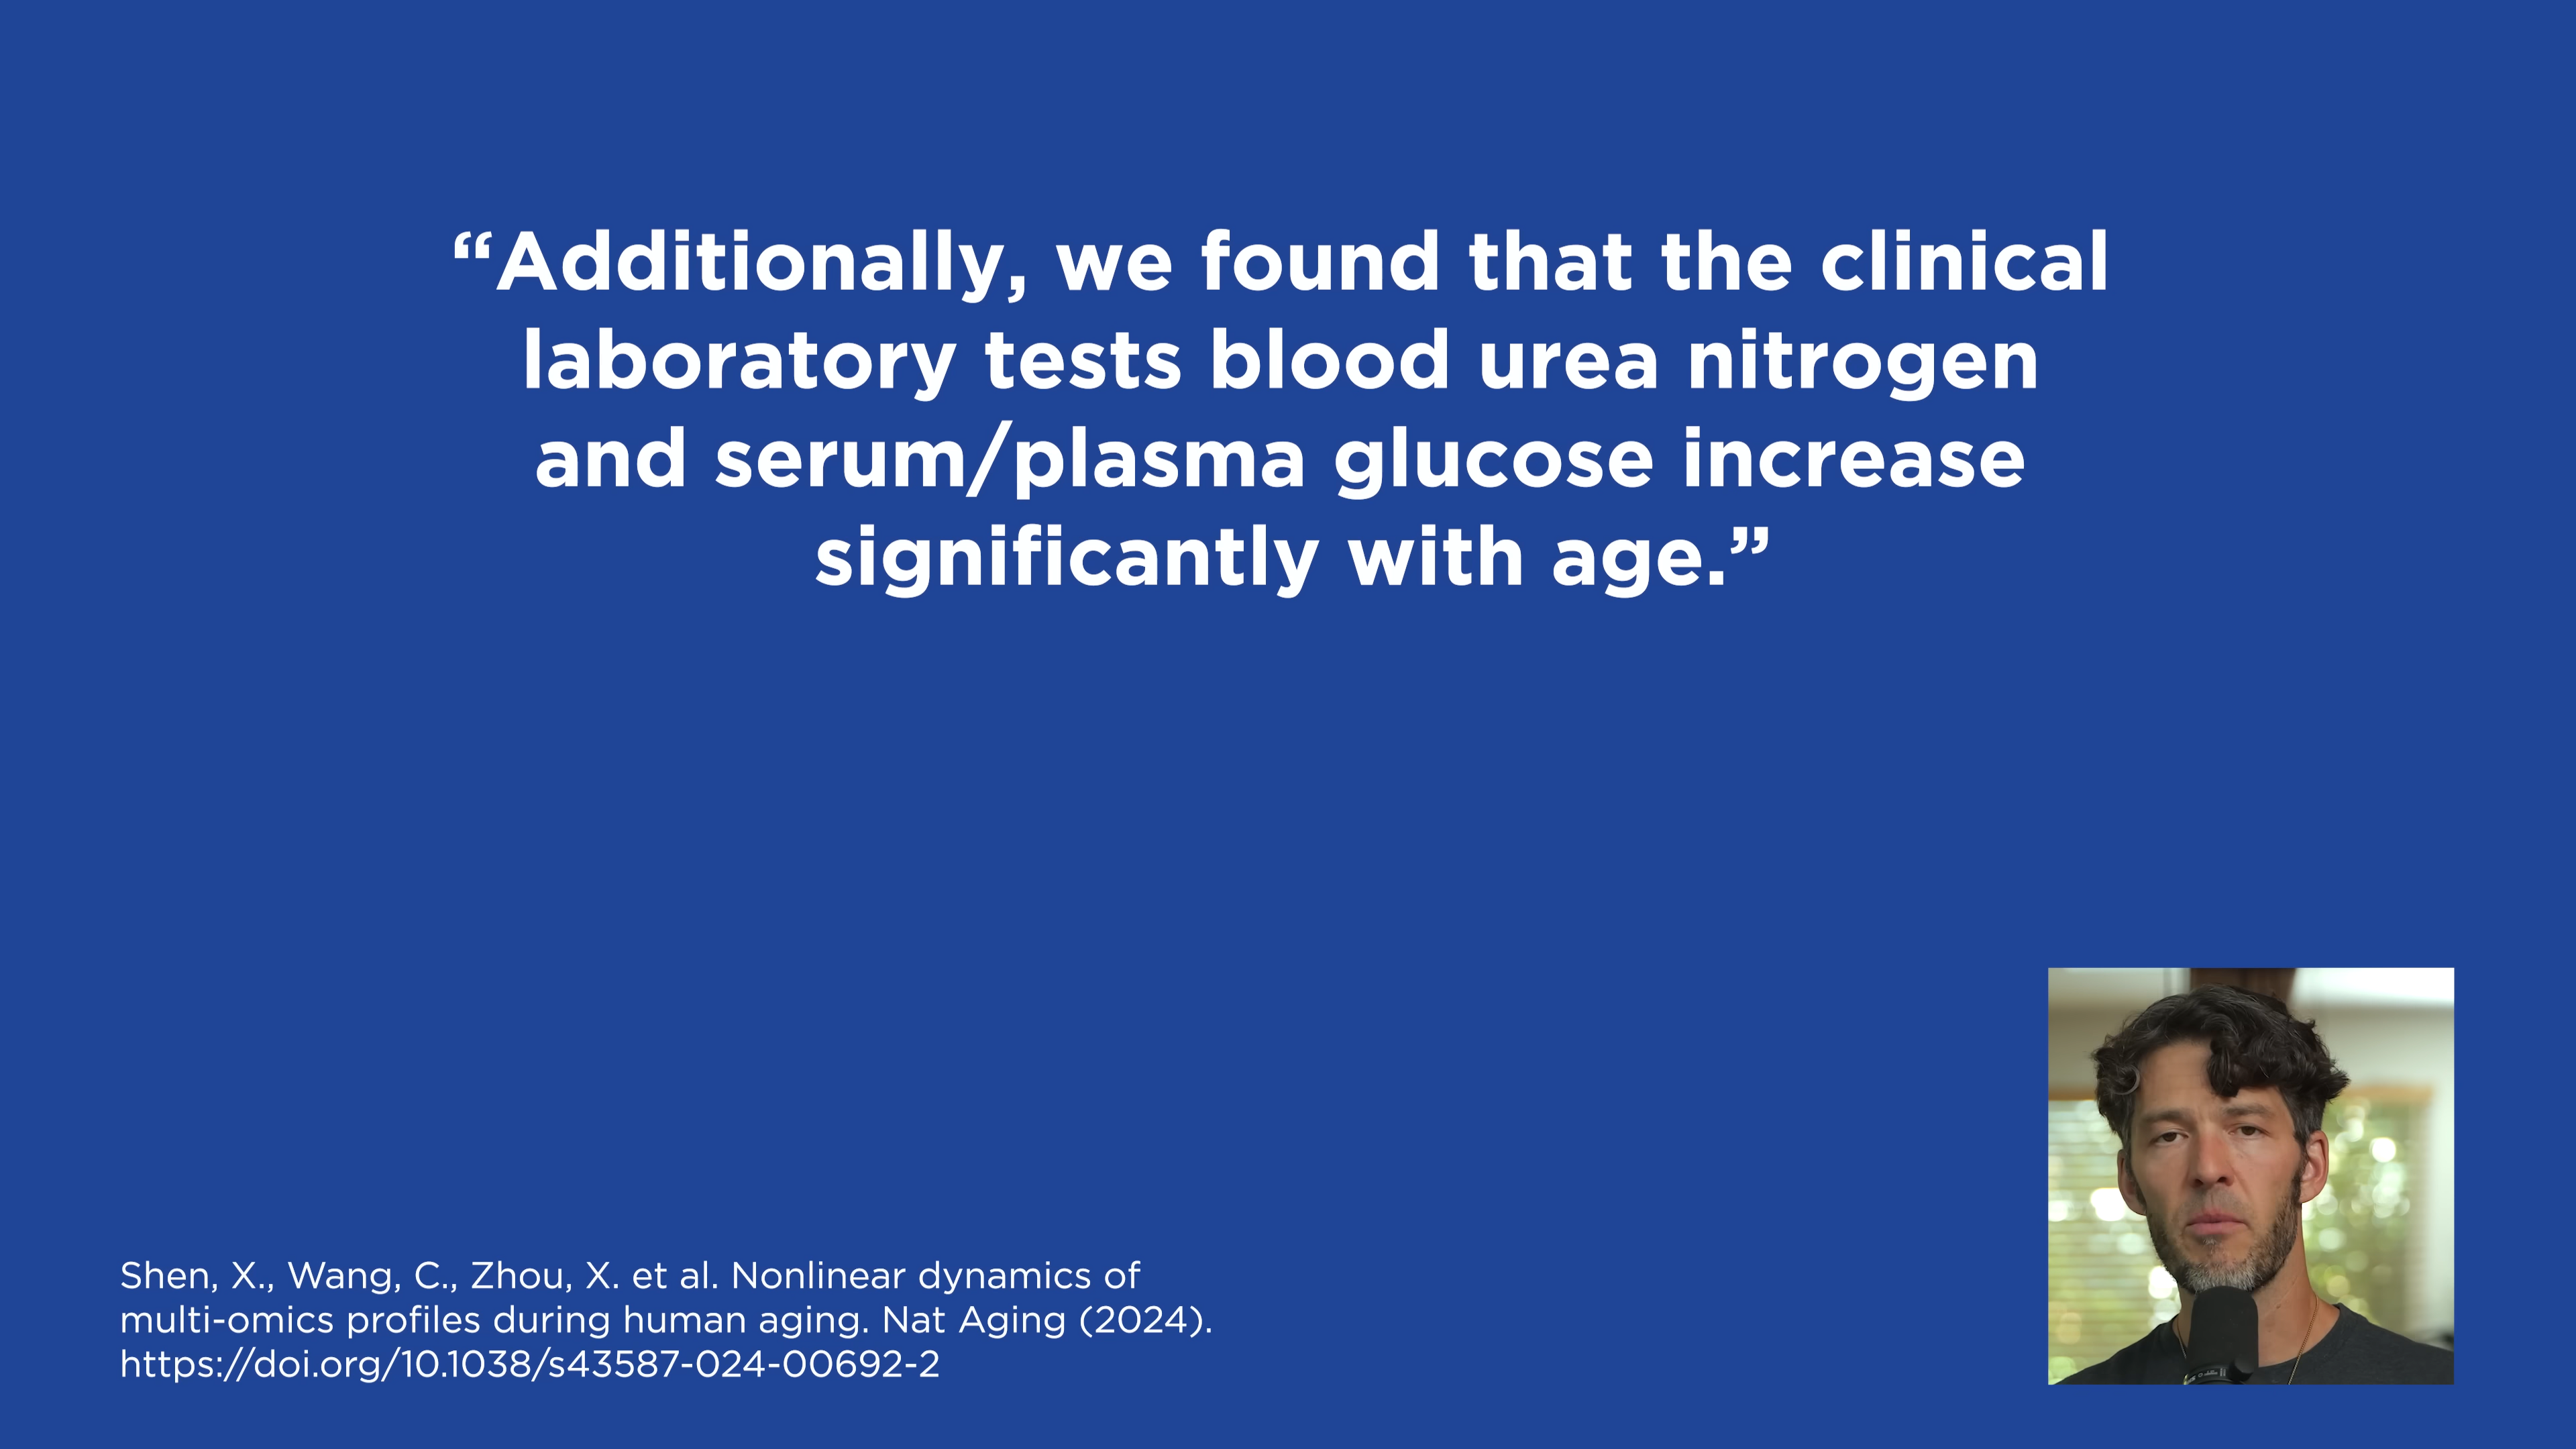 “Additionally, we found that the clinical
laboratory tests blood urea nitrogen
and serum/plasma glucose increase
significantly with age.”
Shen, X., Wang, C., Zhou, X. et al. Nonlinear dynamics of
multi-omics profiles during human aging. Nat Aging (2024).
https://doi.org/10.1038/s43587-024-00692-2